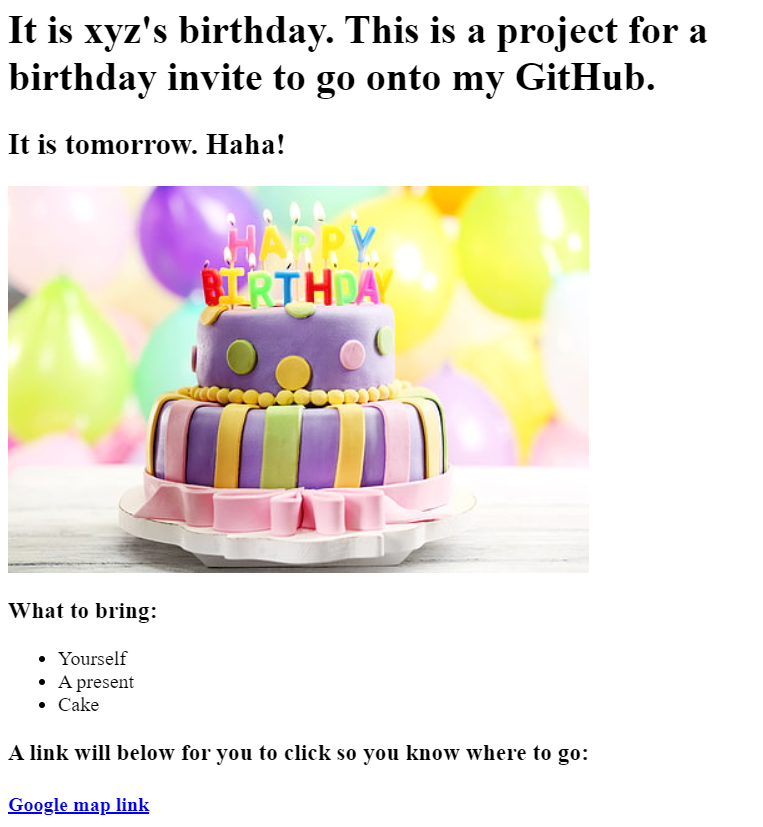 It is xyz's birthday. This is a project for a
birthday invite to go onto my GitHub.
It is tomorrow. Haha!
HAPPY
BIRTHDAY
What to bring:
Yourself
A present
Cake
A link will below for you to click so you know where to go:
Google map link